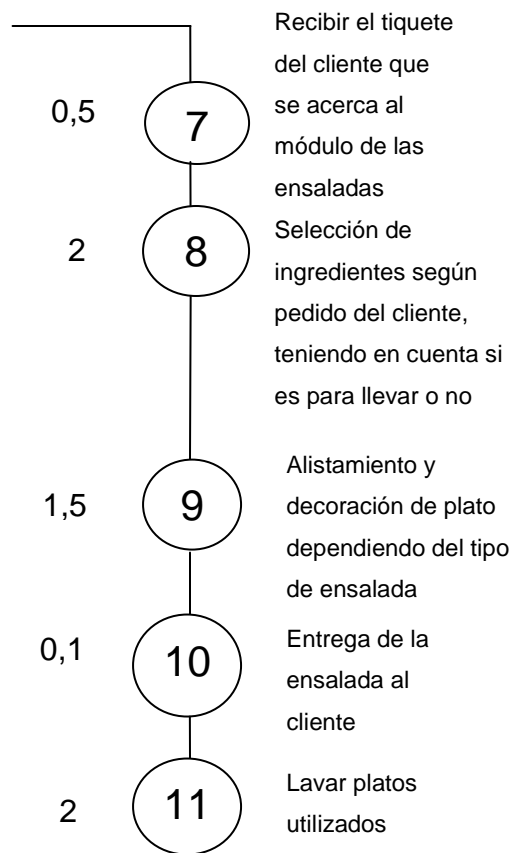 Recibir el tiquete
del cliente que
se acerca al
módulo de las
ensaladas
0,5
7
Selección de
ingredientes según
pedido del cliente,
teniendo en cuenta si
es para llevar o no
2
8
Alistamiento y
decoración de plato
dependiendo del tipo
de ensalada
1,5
9
Entrega de la
ensalada al
cliente
0,1
10
Lavar platos
utilizados
2
11